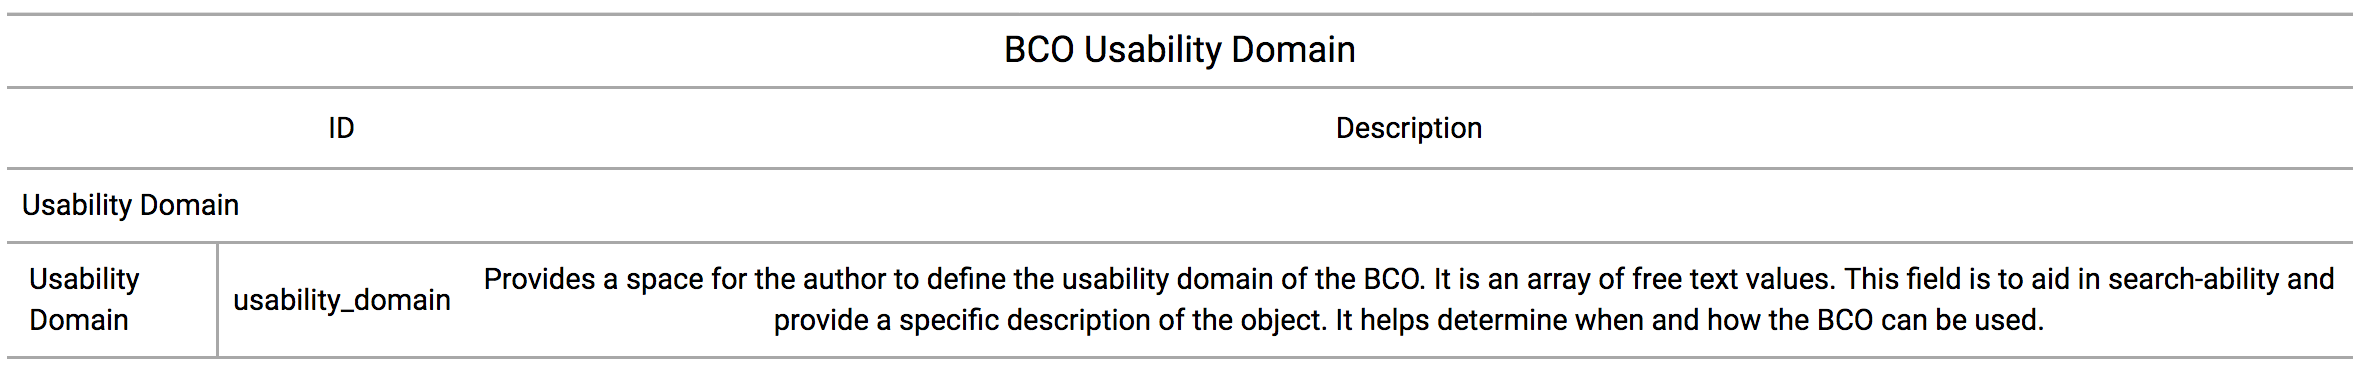 BCO Usability Domain
ID Description
Usability Domain
Usability Domain usability_domain Provides a space for the author to define the usability domain of the BCO. It is an array of free text values. This field is to aid in search-ability and
provide a specific description of the object. It helps determine when and how the BCO can be used.